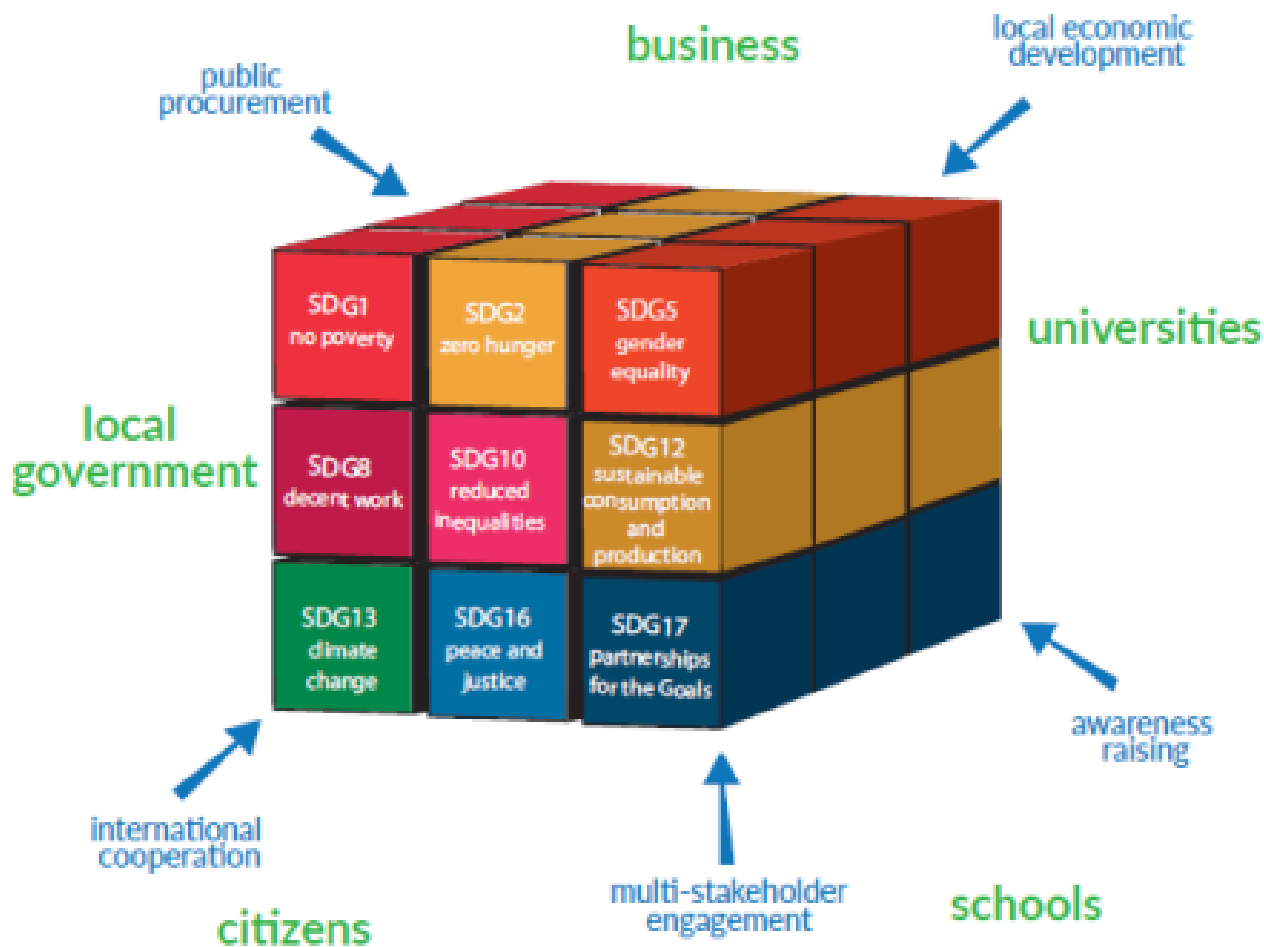 business
local economic
development
public
procurement
SDG1
no poverty
SDG2
zero hunger
SDG5
gender
equality
universities
local
government
SDG8
decent work
SDG10
reduced
inequalities
SDG12
sustainable
consumption
and
production
SDG13
climate
change
SDG16
peace and
justice
SDG17
Partnerships
for the Goals
awareness
raising
international
cooperation
multi-stakeholder
engagement
schools
citizens